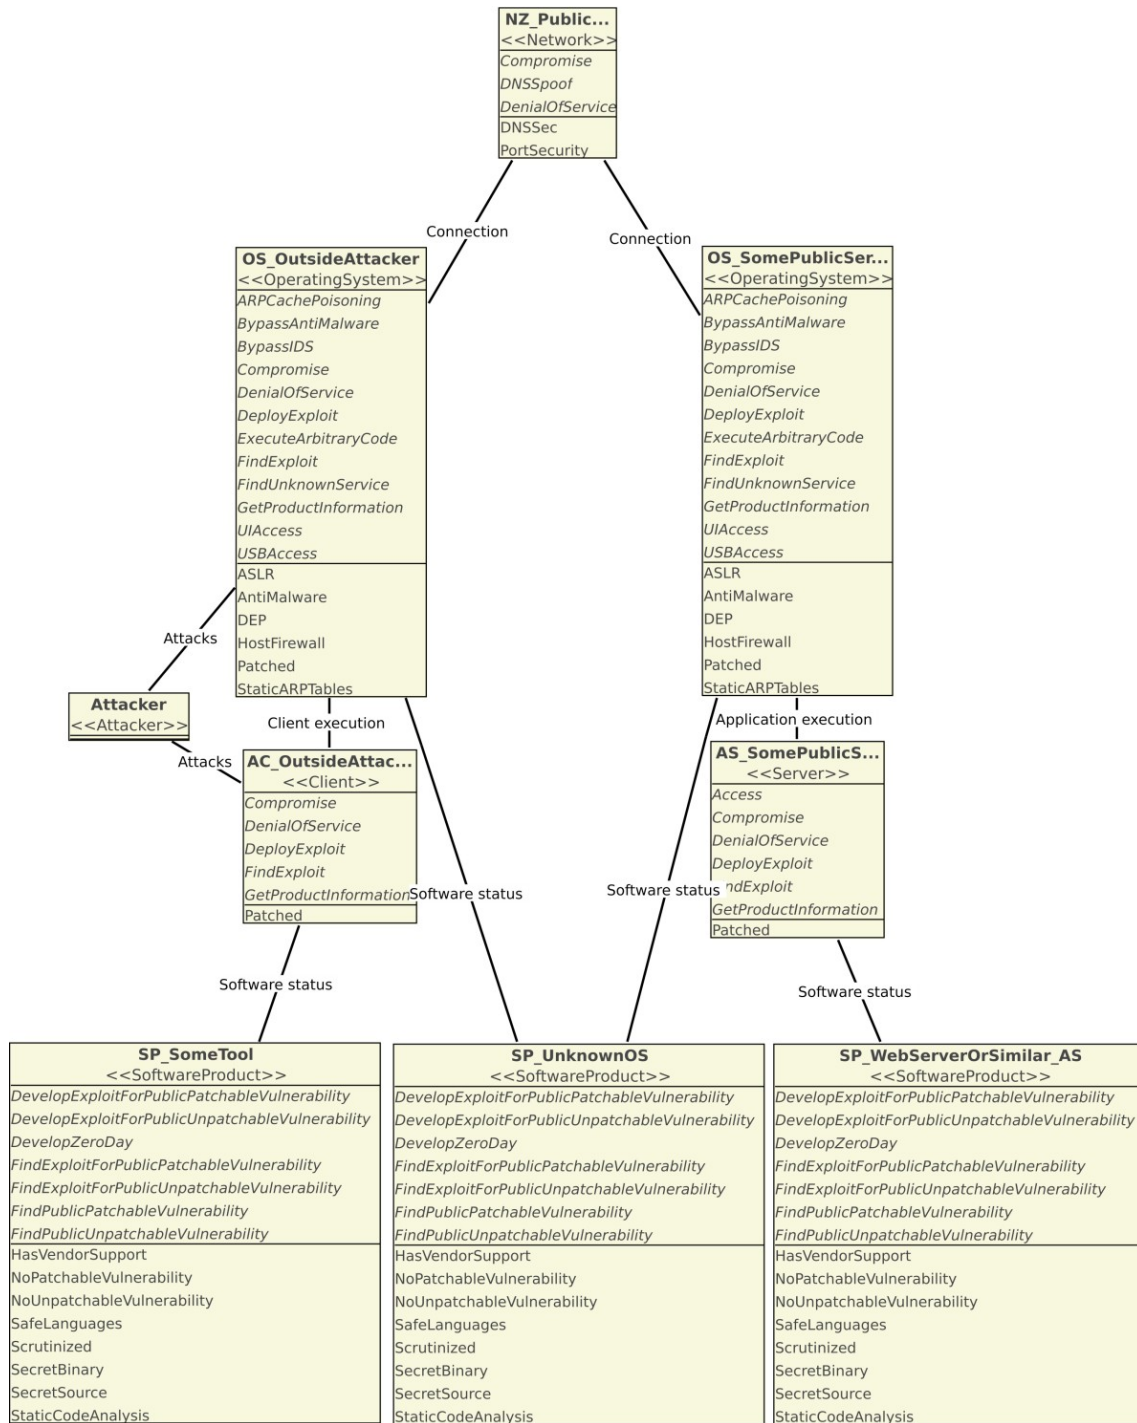 NZ_Public...
<<Network>>
Compromise
DNSSpoof
DenialOfService
DNSSec
PortSecurity
Connection
Connection
OS_OutsideAttacker
<<OperatingSystem>>
ARPCachePoisoning
BypassAntiMalware
BypassIDS
Compromise
DenialOfService
DeployExploit
ExecuteArbitraryCode
FindExploit
FindUnknownService
GetProductInformation
UIAccess
USBAccess
ASLR
AntiMalware
DEP
HostFirewall
Patched
StaticARPTables
OS_SomePublicSer...
<<OperatingSystem>>
ARPCachePoisoning
BypassAntiMalware
BypassIDS
Compromise
DenialOfService
DeployExploit
ExecuteArbitraryCode
FindExploit
FindUnknownService
GetProductInformation
UIAccess
USBAccess
ASLR
AntiMalware
DEP
HostFirewall
Patched
StaticARPTables
Attacks
Attacker
<<Attacker>>
Attacks
Client execution
Application execution
AC_OutsideAttac...
<<Client>>
Compromise
DenialOfService
DeployExploit
FindExploit
GetProductInformation
Patched
Software status
Software status
AS_SomePublicS...
<<Server>>
Access
Compromise
DenialOfService
DeployExploit
ndExploit
GetProductInformation
Patched
Software status
Software status
SP_SomeTool
<<SoftwareProduct>>
DevelopExploitForPublicPatchableVulnerability
DevelopExploitForPublicUnpatchableVulnerability
DevelopZeroDay
FindExploitForPublicPatchableVulnerability
FindExploitForPublicUnpatchableVulnerability
FindPublicPatchableVulnerability
FindPublicUnpatchableVulnerability
HasVendorSupport
NoPatchableVulnerability
NoUnpatchableVulnerability
SafeLanguages
Scrutinized
SecretBinary
SecretSource
StaticCodeAnalysis
SP_UnknownOS
<<SoftwareProduct>>
DevelopExploitForPublicPatchableVulnerability
DevelopExploitForPublicUnpatchableVulnerability
DevelopZeroDay
FindExploitForPublicPatchableVulnerability
FindExploitForPublicUnpatchableVulnerability
FindPublicPatchableVulnerability
FindPublicUnpatchableVulnerability
HasVendorSupport
NoPatchableVulnerability
NoUnpatchableVulnerability
SafeLanguages
Scrutinized
SecretBinary
SecretSource
StaticCodeAnalysis
SP_WebServerOrSimilar_AS
<<SoftwareProduct>>
DevelopExploitForPublicPatchableVulnerability
DevelopExploitForPublicUnpatchableVulnerability
DevelopZeroDay
FindExploitForPublicPatchableVulnerability
FindExploitForPublicUnpatchableVulnerability
FindPublicPatchableVulnerability
FindPublicUnpatchableVulnerability
HasVendorSupport
NoPatchableVulnerability
NoUnpatchableVulnerability
SafeLanguages
Scrutinized
SecretBinary
SecretSource
StaticCodeAnalysis